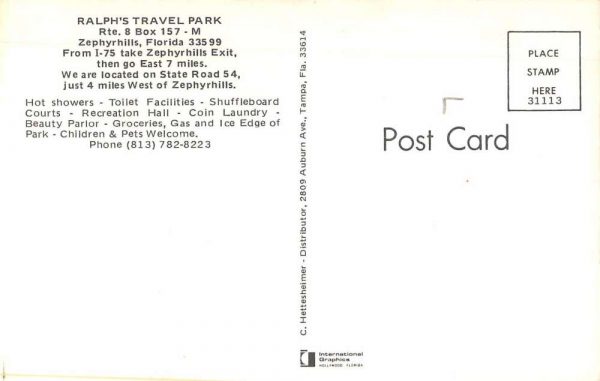 RALPH'S TRAVEL PARK
Rte. 8 Box 157 - M
Zephyrhills, Florida 33599
From I-75 take Zephyrhills Exit,
then go East 7 miles.
We are located on State Road 54,
just 4 miles West of Zephyrhills.
Hot showers - Toilet Facilities - Shuffleboard
Courts - Recreation Hall - Coin Laundry -
Beauty Parlor - Groceries, Gas and Ice Edge of
Park - Children & Pets Welcome.
Phone (813) 782-8223
C. Hettesheimer - Distributor, 2809 Auburn Ave., Tampa, Fla. 33614
International
Graphics
HOLLYWOOD, FLORIDA
PLACE
STAMP
HERE
31113
Post Card